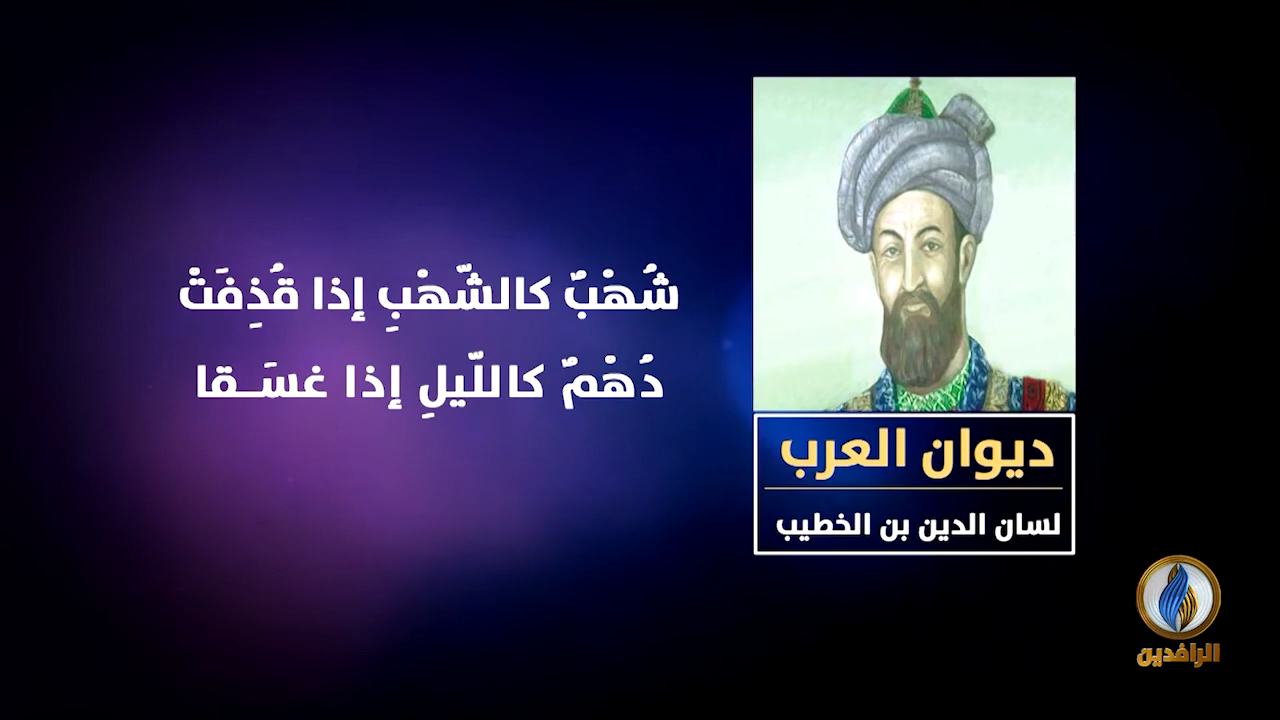 شُهْبٌ كالشّهْبِ إذا قُذِفَتْ
دُهْمٌ كاللّيلِ إذا غسَـقا
ديوان العرب
لسان الدين بن الخطيب
الرافدين